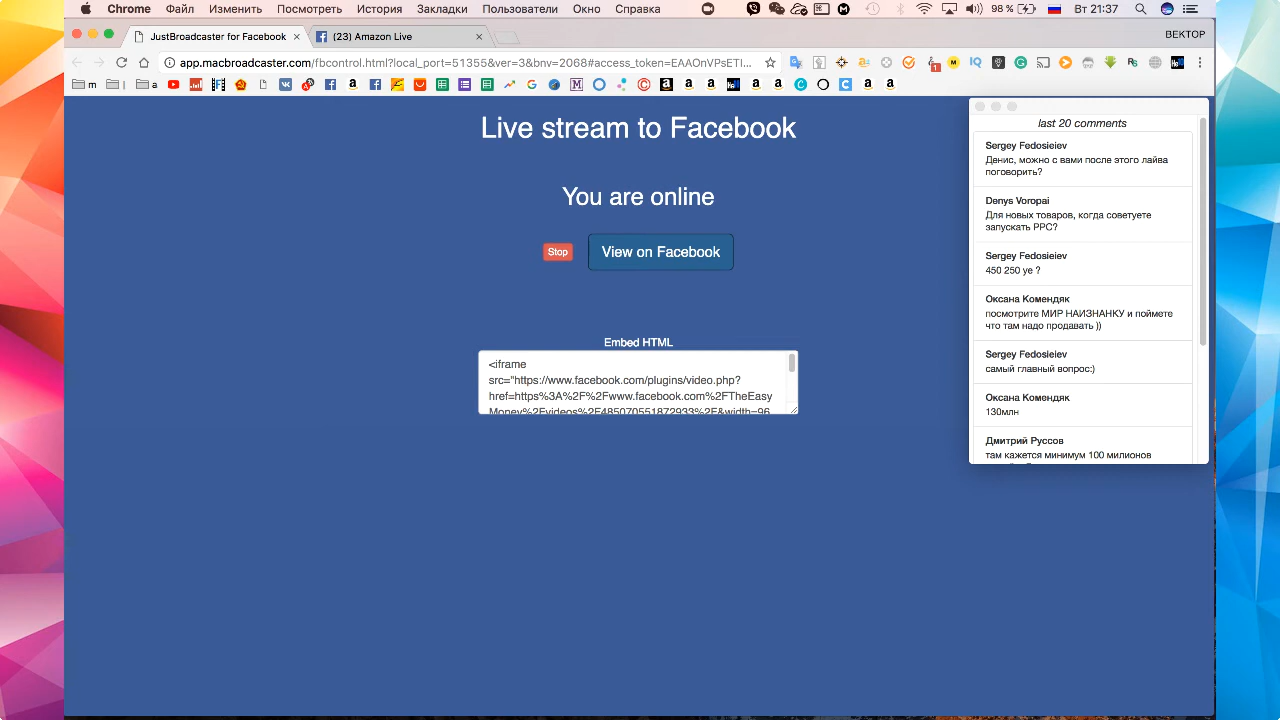 Chrome Файл Изменить Посмотреть История Закладки Пользователи Окно Справка 98 % Вт 21:37
JustBroadcaster for Facebook (23) Amazon Live ВЕКТОР
app.macbroadcaster.com/fbcontrol.html?local_port=51355&ver=3&bnv=2068#access_token=EAAOnVPsETI...
m
a
Live stream to Facebook
You are online
Stop View on Facebook
Embed HTML
<iframe
src="https://www.facebook.com/plugins/video.php?
href=https%3A%2F%2Fwww.facebook.com%2FTheEasy
Money%2Fvideos%2F485070551872933%2F&width=96
last 20 comments
Sergey Fedosieiev
Денис, можно с вами после этого лайва
поговорить?
Denys Voropai
Для новых товаров, когда советуете
запускать PPC?
Sergey Fedosieiev
450 250 уе ?
Оксана Комендяк
посмотрите МИР НАИЗНАНКУ и поймете
что там надо продавать ))
Sergey Fedosieiev
самый главный вопрос:)
Оксана Комендяк
130млн
Дмитрий Руссов
там кажется минимум 100 милионов